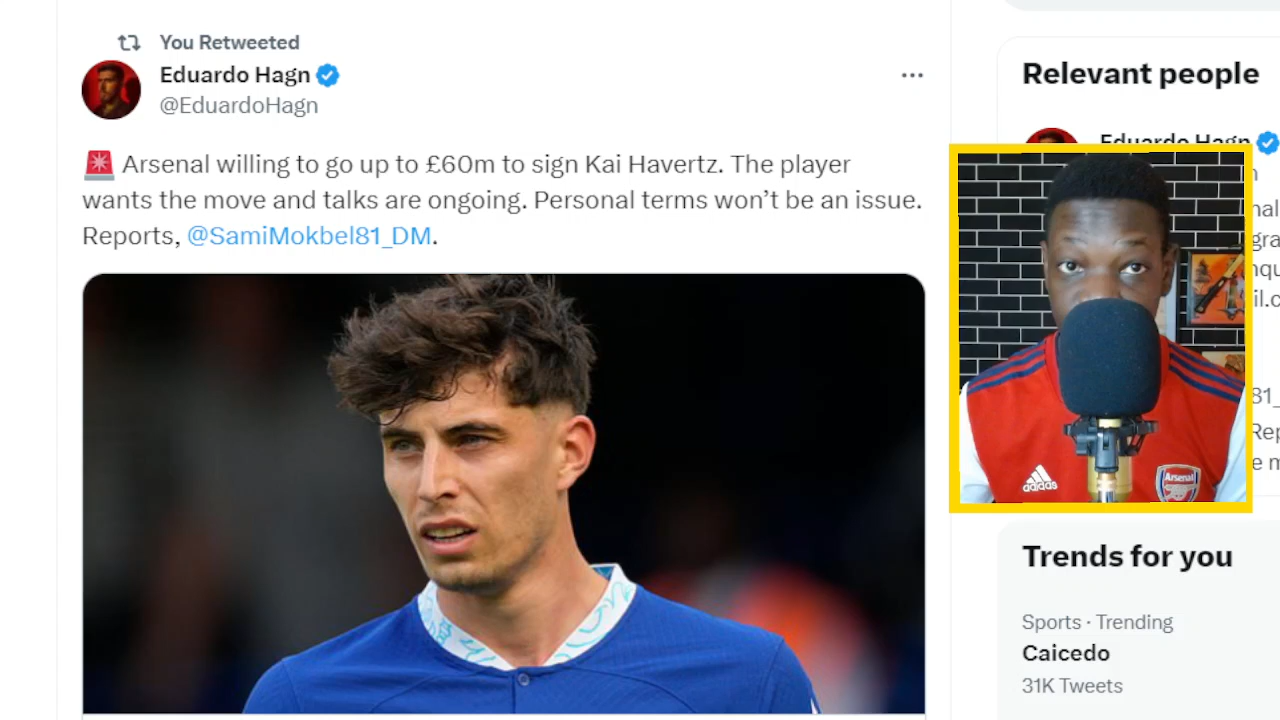 You Retweeted
Eduardo Hagn
@EduardoHagn
Arsenal willing to go up to £60m to sign Kai Havertz. The player
wants the move and talks are ongoing. Personal terms won’t be an issue.
Reports, @SamiMokbel81_DM.
Relevant people
Eduardo Hagn
adidas
Arsenal
Trends for you
Sports · Trending
Caicedo
31K Tweets